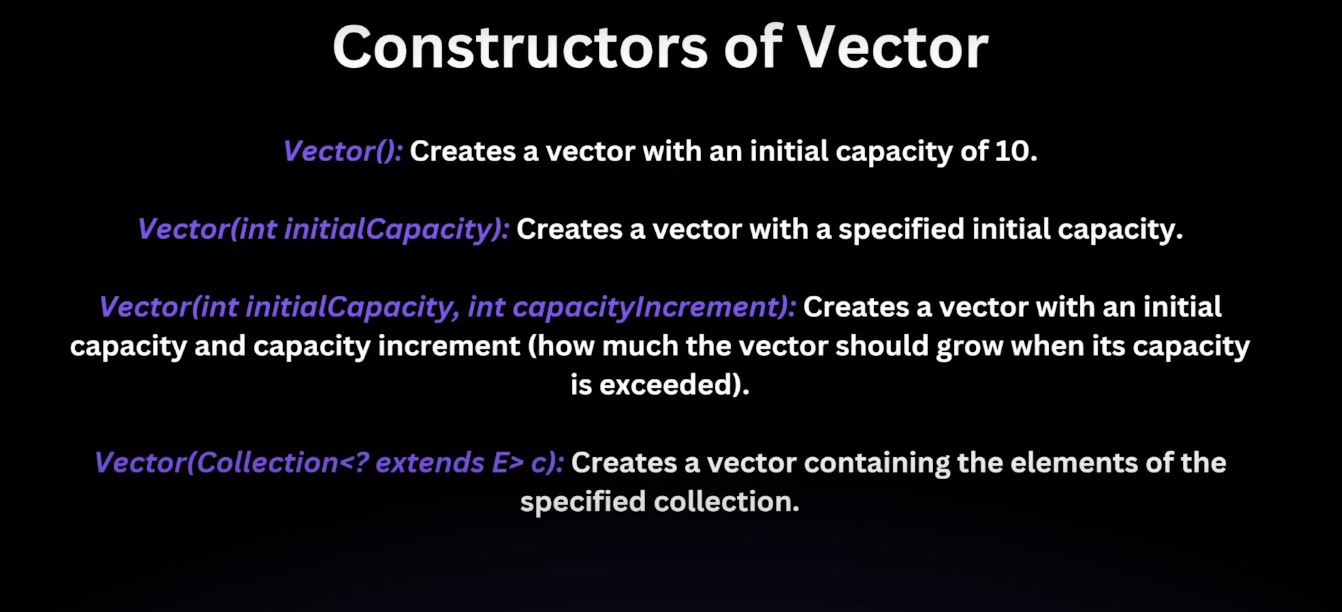 Constructors of Vector
Vector(): Creates a vector with an initial capacity of 10.
Vector(int initialCapacity): Creates a vector with a specified initial capacity.
Vector(int initialCapacity, int capacityIncrement): Creates a vector with an initial
capacity and capacity increment (how much the vector should grow when its capacity
is exceeded).
Vector(Collection<? extends E> c): Creates a vector containing the elements of the
specified collection.